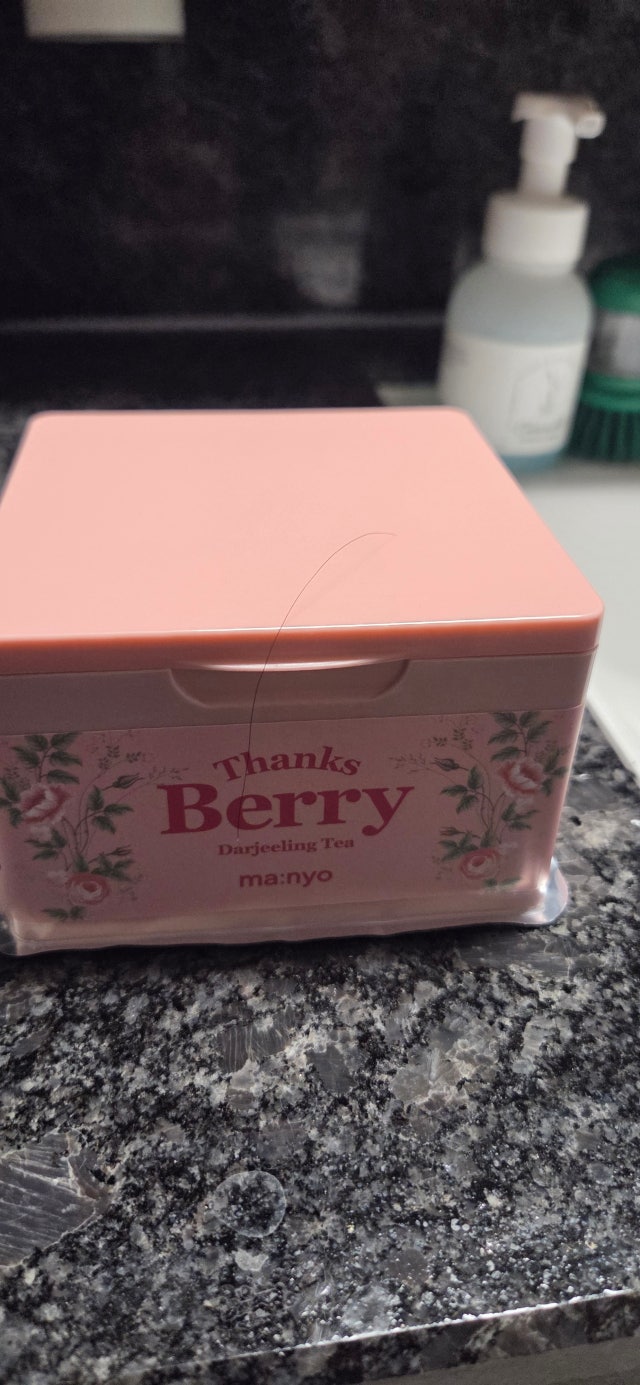 Thanks
Berry
Darjeeling Tea
ma:nyo